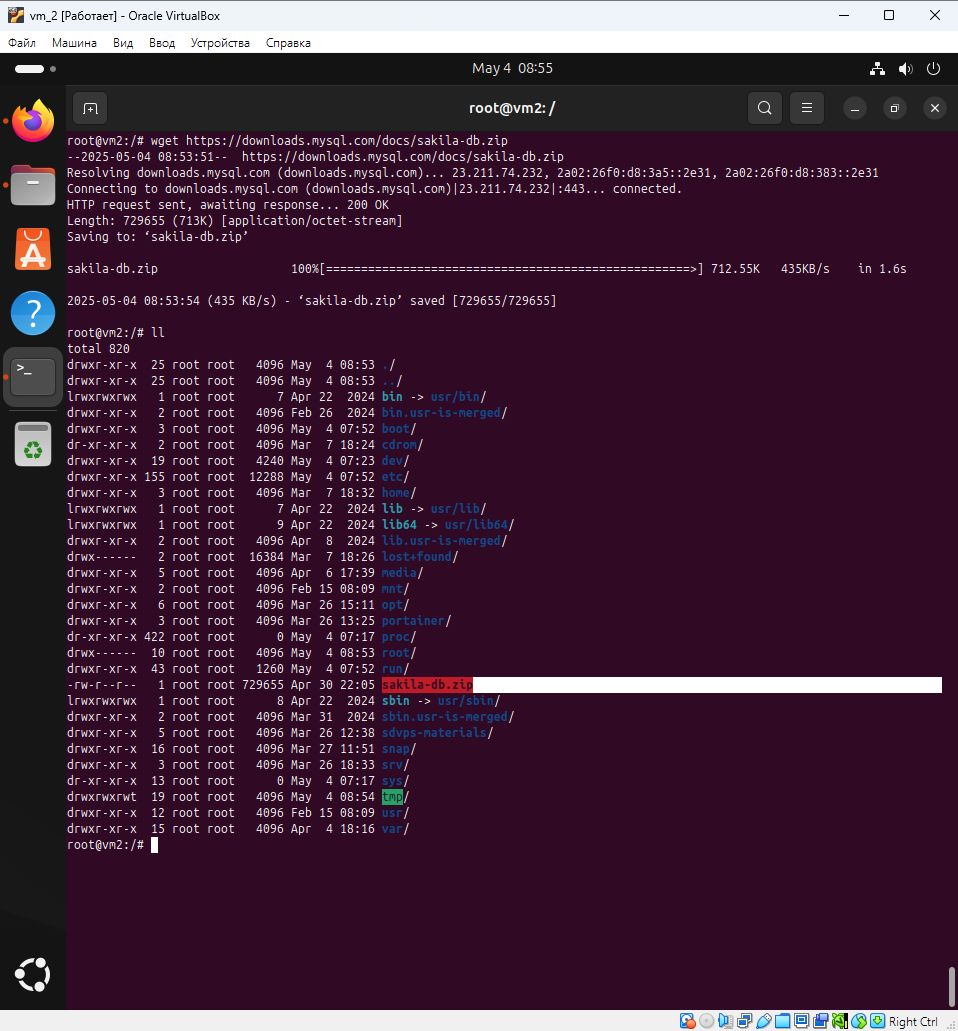 vm_2 [Работает] - Oracle VirtualBox
Файл Машина Вид Ввод Устройства Справка
May 4 08:55
root@vm2: /
root@vm2:/# wget https://downloads.mysql.com/docs/sakila-db.zip
--2025-05-04 08:53:51-- https://downloads.mysql.com/docs/sakila-db.zip
Resolving downloads.mysql.com (downloads.mysql.com)... 23.211.74.232, 2a02:26f0:d8:3a5::2e31, 2a02:26f0:d8:383::2e31
Connecting to downloads.mysql.com (downloads.mysql.com)|23.211.74.232|:443... connected.
HTTP request sent, awaiting response... 200 OK
Length: 729655 (713K) [application/octet-stream]
Saving to: ‘sakila-db.zip’
sakila-db.zip 100%[====================================================>] 712.55K 435KB/s in 1.6s
2025-05-04 08:53:54 (435 KB/s) - ‘sakila-db.zip’ saved [729655/729655]
root@vm2:/# ll
total 820
drwxr-xr-x 25 root root 4096 May 4 08:53 ./
drwxr-xr-x 25 root root 4096 May 4 08:53 ../
lrwxrwxrwx 1 root root 7 Apr 22 2024 bin -> usr/bin/
drwxr-xr-x 2 root root 4096 Feb 26 2024 bin.usr-is-merged/
drwxr-xr-x 3 root root 4096 May 4 07:52 boot/
dr-xr-xr-x 2 root root 4096 Mar 7 18:24 cdrom/
drwxr-xr-x 19 root root 4240 May 4 07:23 dev/
drwxr-xr-x 155 root root 12288 May 4 07:52 etc/
drwxr-xr-x 3 root root 4096 Mar 7 18:32 home/
lrwxrwxrwx 1 root root 7 Apr 22 2024 lib -> usr/lib/
lrwxrwxrwx 1 root root 9 Apr 22 2024 lib64 -> usr/lib64/
drwxr-xr-x 2 root root 4096 Apr 8 2024 lib.usr-is-merged/
drwx------ 2 root root 16384 Mar 7 18:26 lost+found/
drwxr-xr-x 5 root root 4096 Apr 6 17:39 media/
drwxr-xr-x 2 root root 4096 Feb 15 08:09 mnt/
drwxr-xr-x 6 root root 4096 Mar 26 15:11 opt/
drwxr-xr-x 3 root root 4096 Mar 26 13:25 portainer/
dr-xr-xr-x 422 root root 0 May 4 07:17 proc/
drwx------ 10 root root 4096 May 4 08:53 root/
drwxr-xr-x 43 root root 1260 May 4 07:52 run/
-rw-r--r-- 1 root root 729655 Apr 30 22:05 sakila-db.zip
lrwxrwxrwx 1 root root 8 Apr 22 2024 sbin -> usr/sbin/
drwxr-xr-x 2 root root 4096 Mar 31 2024 sbin.usr-is-merged/
drwxr-xr-x 5 root root 4096 Mar 26 12:38 sdvps-materials/
drwxr-xr-x 16 root root 4096 Mar 27 11:51 snap/
drwxr-xr-x 3 root root 4096 Mar 26 18:33 srv/
dr-xr-xr-x 13 root root 0 May 4 07:17 sys/
drwxrwxrwt 19 root root 4096 May 4 08:54 tmp/
drwxr-xr-x 12 root root 4096 Feb 15 08:09 usr/
drwxr-xr-x 15 root root 4096 Apr 4 18:16 var/
root@vm2:/#
Right Ctrl